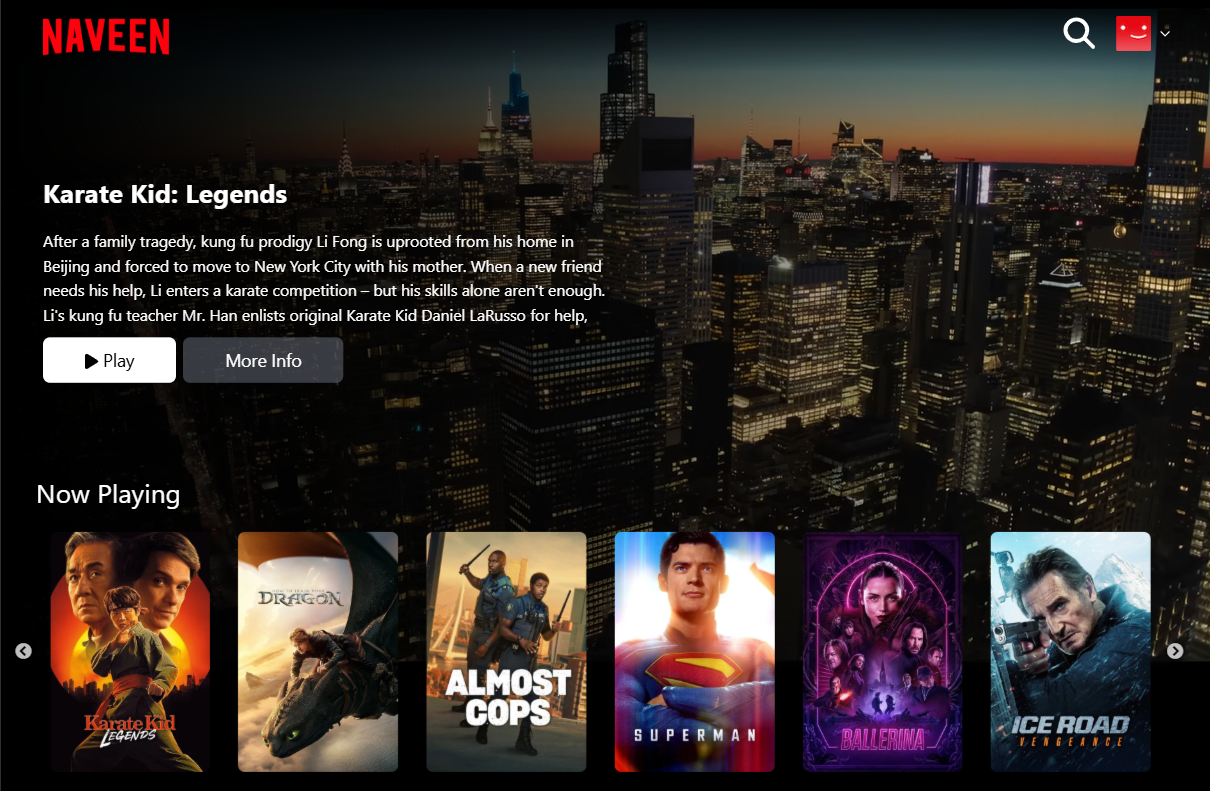 NAVEEN
Karate Kid: Legends
After a family tragedy, kung fu prodigy Li Fong is uprooted from his home in
Beijing and forced to move to New York City with his mother. When a new friend
needs his help, Li enters a karate competition – but his skills alone aren't enough.
Li's kung fu teacher Mr. Han enlists original Karate Kid Daniel LaRusso for help,
Play
More Info
Now Playing
Karate Kid
LEGENDS
HOW TO TRAIN YOUR
DRAGON
ALMOST
COPS
SUPERMAN
BALLERINA
ICE ROAD
VENGEANCE